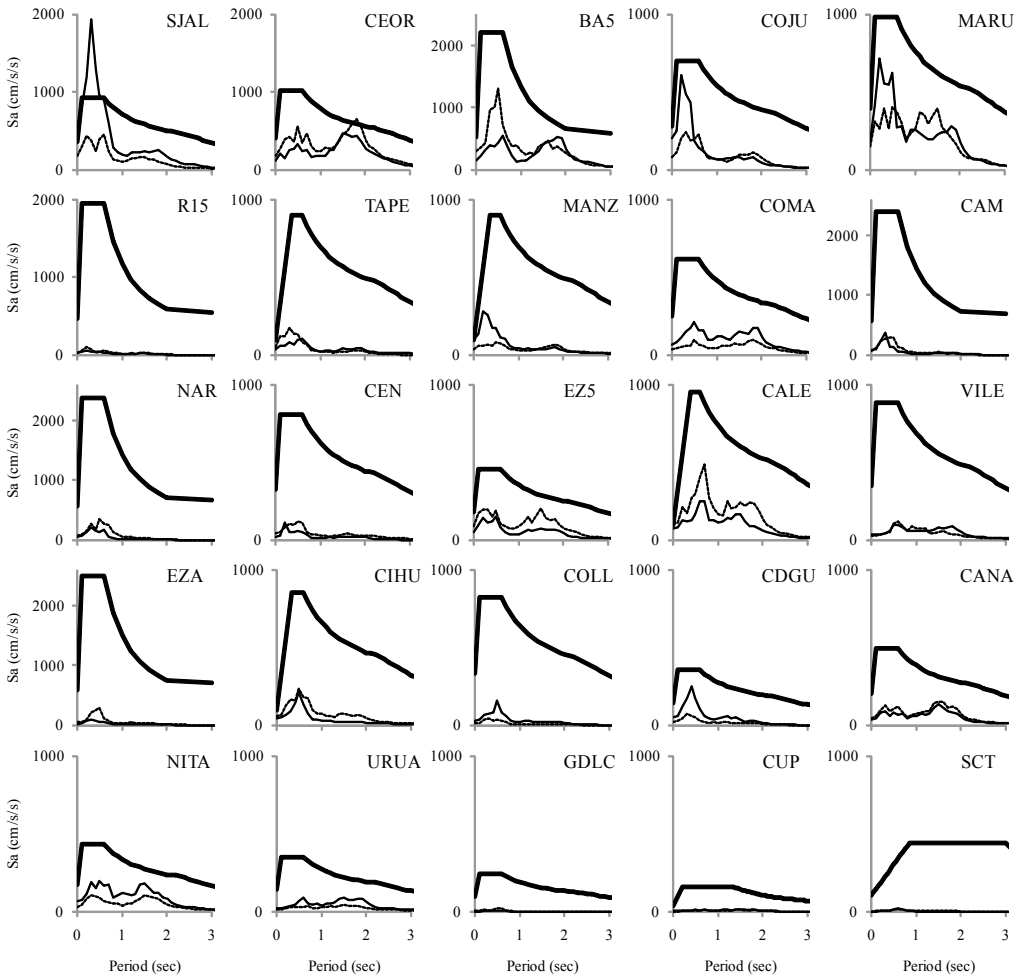 SJAL CEOR BA5 COJU MARU
2000 2000 1000 1000
2000
1000 1000 1000
0 0 0 0 0
Sa (cm/s/s)
R15 TAPE MANZ COMA CAM
2000 1000 1000 1000
2000
1000 1000
0 0 0 0 0
Sa (cm/s/s)
NAR CEN EZ5 CALE VILE
1000 1000 1000 1000
2000
1000
0 0 0 0 0
Sa (cm/s/s)
EZA CIHU COLL CDGU CANA
1000 1000 1000 1000
2000
1000
0 0 0 0 0
Sa (cm/s/s)
NITA URUA GDLC CUP SCT
1000 1000 1000 1000 1000
0 0 0 0 0
Sa (cm/s/s)
0 1 2 3 0 1 2 3 0 1 2 3 0 1 2 3 0 1 2 3
Period (sec) Period (sec) Period (sec) Period (sec) Period (sec)